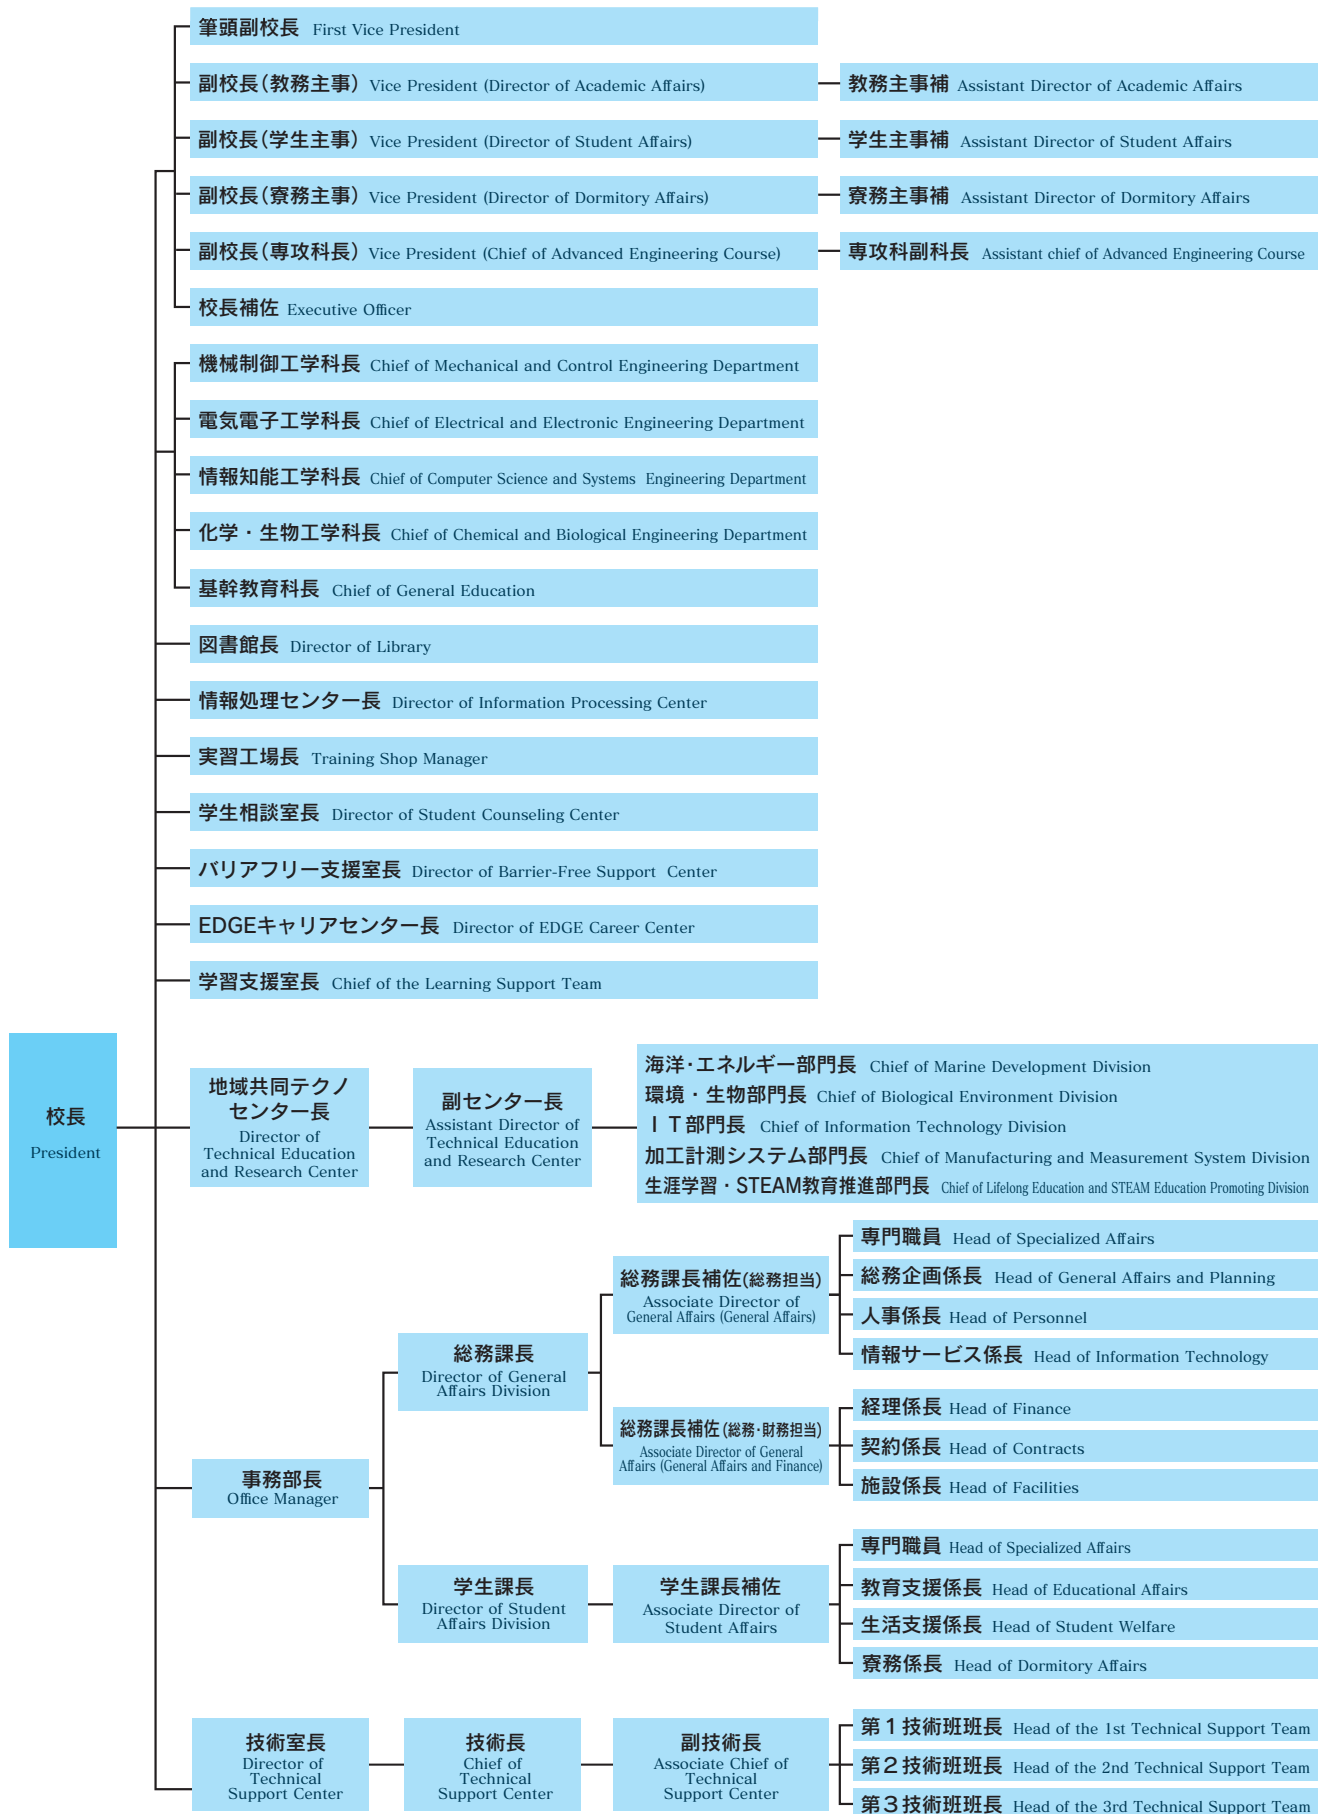 筆頭副校長 First Vice President
副校長(教務主事) Vice President (Director of Academic Affairs)
教務主事補 Assistant Director of Academic Affairs
副校長(学生主事) Vice President (Director of Student Affairs)
学生主事補 Assistant Director of Student Affairs
副校長(寮務主事) Vice President (Director of Dormitory Affairs)
寮務主事補 Assistant Director of Dormitory Affairs
副校長(専攻科長) Vice President (Chief of Advanced Engineering Course)
専攻科副科長 Assistant chief of Advanced Engineering Course
校長補佐 Executive Officer
機械制御工学科長 Chief of Mechanical and Control Engineering Department
電気電子工学科長 Chief of Electrical and Electronic Engineering Department
情報知能工学科長 Chief of Computer Science and Systems Engineering Department
化学・生物工学科長 Chief of Chemical and Biological Engineering Department
基幹教育科長 Chief of General Education
図書館長 Director of Library
情報処理センター長 Director of Information Processing Center
実習工場長 Training Shop Manager
学生相談室長 Director of Student Counseling Center
バリアフリー支援室長 Director of Barrier-Free Support Center
EDGEキャリアセンター長 Director of EDGE Career Center
学習支援室長 Chief of the Learning Support Team
校長
President
地域共同テクノ
センター長
Director of
Technical Education
and Research Center
副センター長
Assistant Director of
Technical Education
and Research Center
海洋・エネルギー部門長 Chief of Marine Development Division
環境・生物部門長 Chief of Biological Environment Division
ＩＴ部門長 Chief of Information Technology Division
加工計測システム部門長 Chief of Manufacturing and Measurement System Division
生涯学習・STEAM教育推進部門長 Chief of Lifelong Education and STEAM Education Promoting Division
事務部長
Office Manager
総務課長
Director of General
Affairs Division
総務課長補佐(総務担当)
Associate Director of
General Affairs (General Affairs)
専門職員 Head of Specialized Affairs
総務企画係長 Head of General Affairs and Planning
人事係長 Head of Personnel
情報サービス係長 Head of Information Technology
総務課長補佐(総務・財務担当)
Associate Director of General
Affairs (General Affairs and Finance)
経理係長 Head of Finance
契約係長 Head of Contracts
施設係長 Head of Facilities
学生課長
Director of Student
Affairs Division
学生課長補佐
Associate Director of
Student Affairs
専門職員 Head of Specialized Affairs
教育支援係長 Head of Educational Affairs
生活支援係長 Head of Student Welfare
寮務係長 Head of Dormitory Affairs
技術室長
Director of
Technical
Support Center
技術長
Chief of
Technical
Support Center
副技術長
Associate Chief of
Technical
Support Center
第１技術班班長 Head of the 1st Technical Support Team
第２技術班班長 Head of the 2nd Technical Support Team
第３技術班班長 Head of the 3rd Technical Support Team